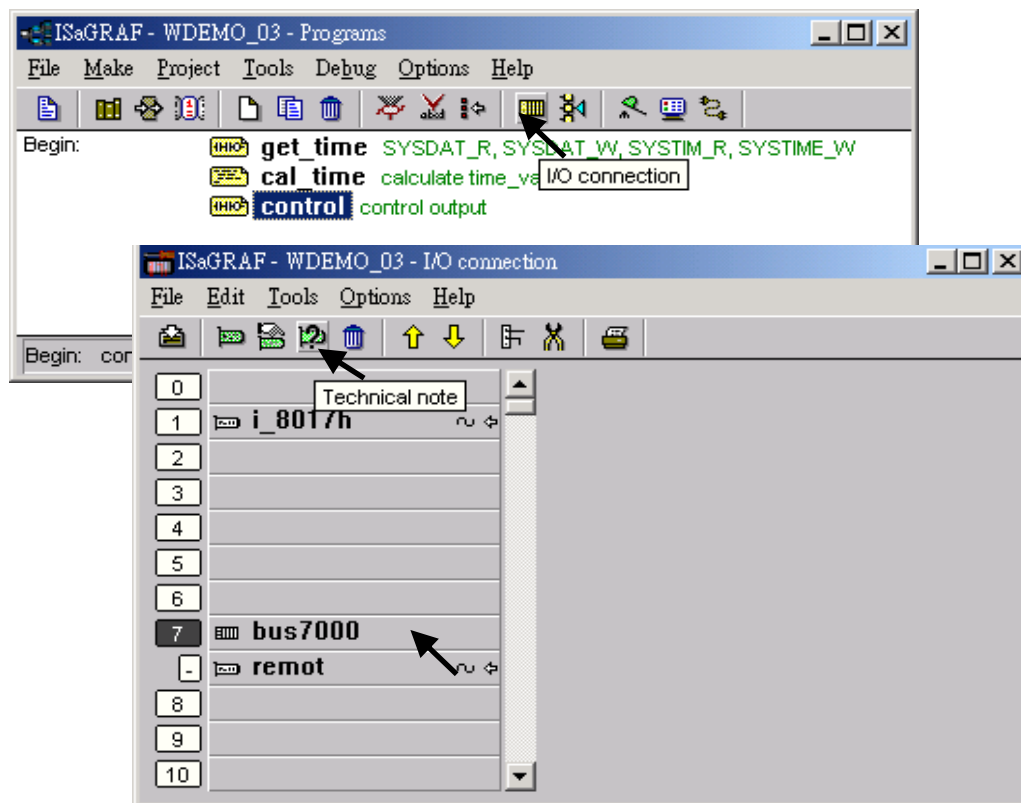 ISaGRAF - WDEMO_03 - Programs
File Make Project Tools Debug Options Help
Begin:
get_time SYSDAT_R, SYSDAT_W, SYSTIM_R, SYSTIME_W
cal_time calculate time_va
I/O connection
control control output
Begin: cor
ISaGRAF - WDEMO_03 - I/O connection
File Edit Tools Options Help
Technical note
0
1 i_8017h
2
3
4
5
6
7 bus7000
- remot
8
9
10